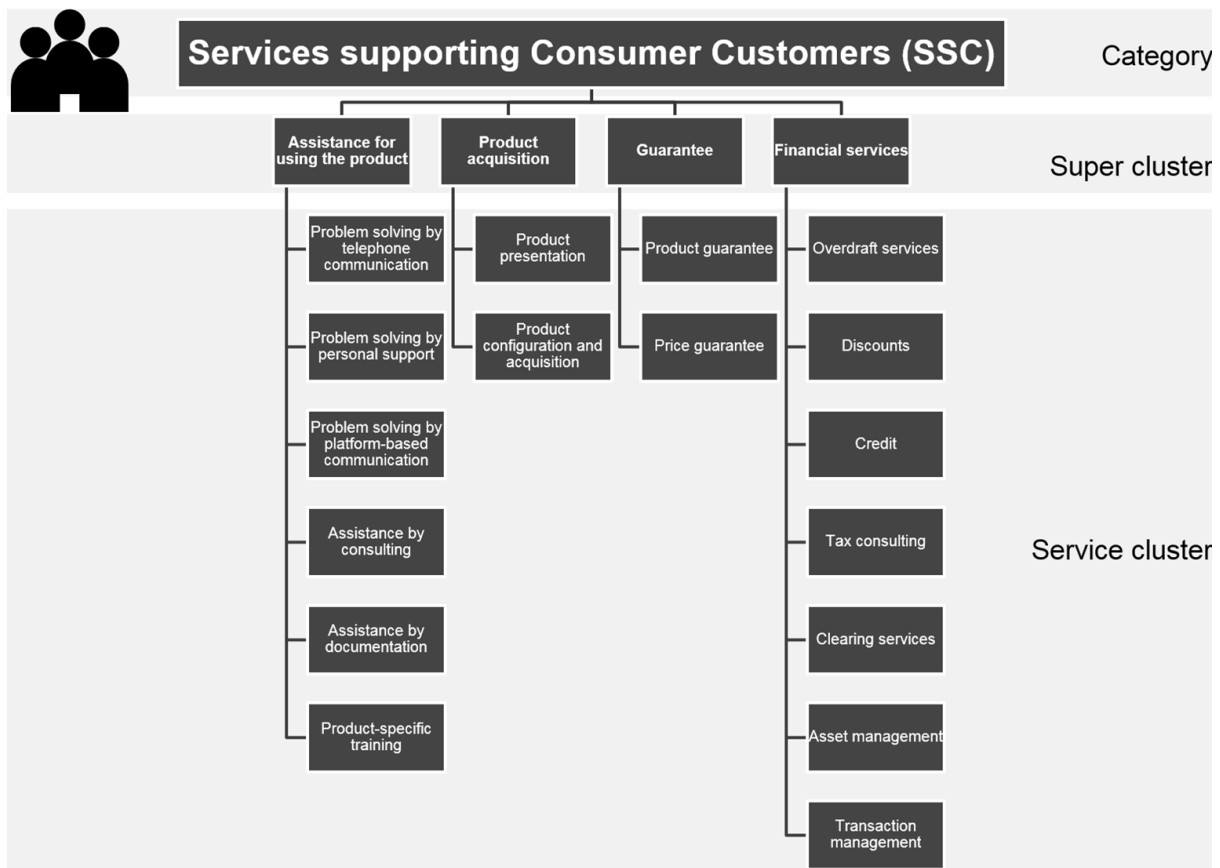 Services supporting Consumer Customers (SSC)
Category
Assistance for
using the product
Product
acquisition
Guarantee
Financial services
Super cluster
Problem solving by
telephone
communication
Product
presentation
Product guarantee
Overdraft services
Problem solving by
personal support
Product
configuration and
acquisition
Price guarantee
Discounts
Problem solving by
platform-based
communication
Credit
Assistance by
consulting
Tax consulting
Service cluster
Assistance by
documentation
Clearing services
Product-specific
training
Asset management
Transaction
management